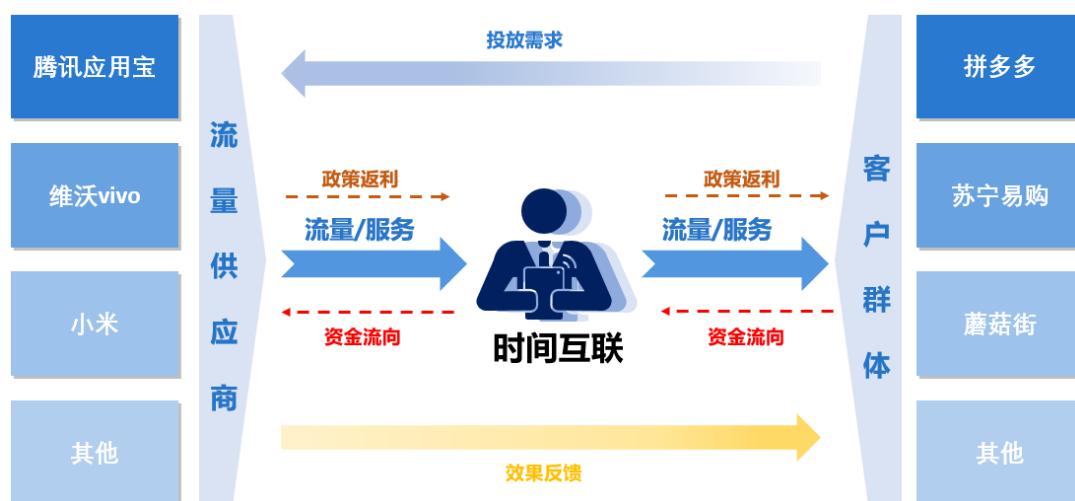 投放需求
腾讯应用宝
维沃vivo
小米
其他
流量供应商
政策返利
流量/服务
资金流向
时间互联
政策返利
流量/服务
资金流向
效果反馈
客户群体
拼多多
苏宁易购
蘑菇街
其他